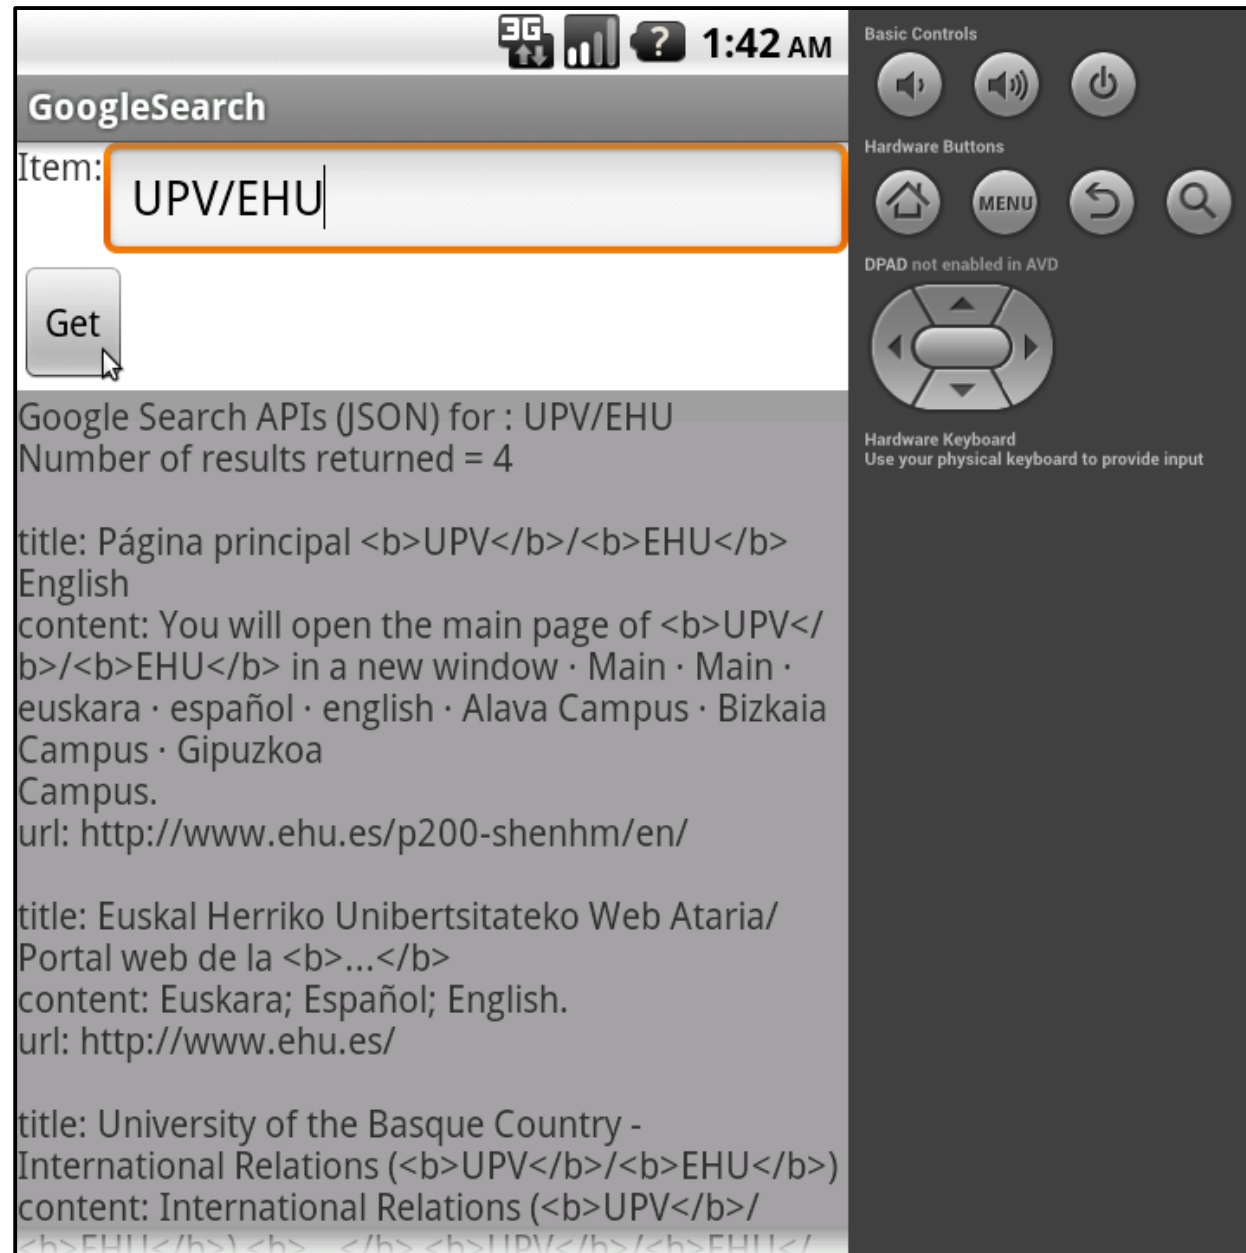 3G ? 1:42 AM
GoogleSearch
Item:
UPV/EHU
Get
Google Search APIs (JSON) for : UPV/EHU
Number of results returned = 4
title: Página principal <b>UPV</b>/<b>EHU</b>
English
content: You will open the main page of <b>UPV</
b>/<b>EHU</b> in a new window · Main · Main ·
euskara · español · english · Alava Campus · Bizkaia
Campus · Gipuzkoa
Campus.
url: http://www.ehu.es/p200-shenhm/en/
title: Euskal Herriko Unibertsitateko Web Ataria/
Portal web de la <b>...</b>
content: Euskara; Español; English.
url: http://www.ehu.es/
title: University of the Basque Country -
International Relations (<b>UPV</b>/<b>EHU</b>)
content: International Relations (<b>UPV</b>/
<b>EHU</b>) <b>...</b> <b>UPV</b>/<b>EHU</
Basic Controls
Hardware Buttons
MENU
DPAD not enabled in AVD
Hardware Keyboard
Use your physical keyboard to provide input